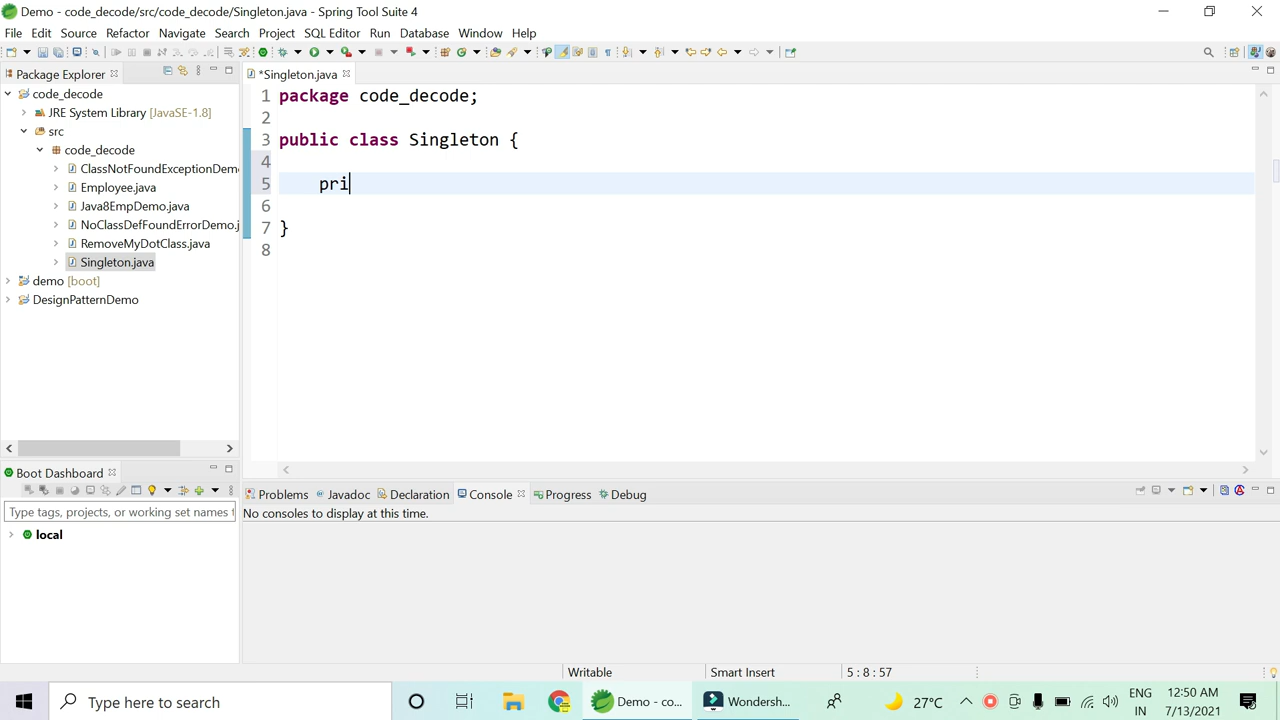 Demo - code_decode/src/code_decode/Singleton.java - Spring Tool Suite 4
File Edit Source Refactor Navigate Search Project SQL Editor Run Database Window Help
Package Explorer
*Singleton.java
code_decode
JRE System Library [JavaSE-1.8]
src
code_decode
ClassNotFoundExceptionDemo
Employee.java
Java8EmpDemo.java
NoClassDefFoundErrorDemo.j
RemoveMyDotClass.java
Singleton.java
demo [boot]
DesignPatternDemo
1 package code_decode;
2
3 public class Singleton {
4
5 pri
6
7 }
8
Boot Dashboard
Type tags, projects, or working set names t
local
Problems Javadoc Declaration Console Progress Debug
No consoles to display at this time.
Writable Smart Insert 5 : 8 : 57
Type here to search
Demo - co...
Wondersh...
27°C
ENG
IN
12:50 AM
7/13/2021